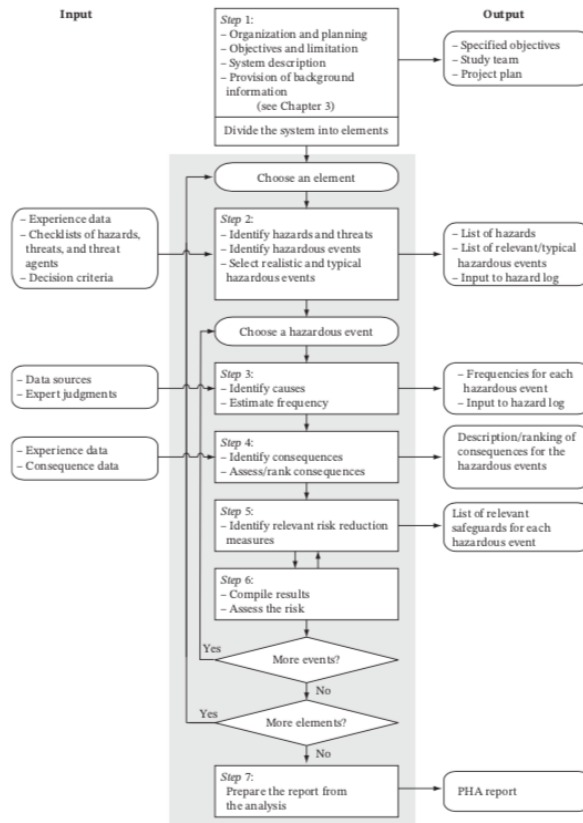 Input
Output
Step 1:
– Organization and planning
– Objectives and limitation
– System description
– Provision of background
information
(see Chapter 3)
Divide the system into elements
– Specified objectives
– Study team
– Project plan
Choose an element
– Experience data
– Checklists of hazards,
threats, and threat
agents
– Decision criteria
Step 2:
– Identify hazards and threats
– Identify hazardous events
– Select realistic and typical
hazardous events
– List of hazards
– List of relevant/typical
hazardous events
– Input to hazard log
Choose a hazardous event
– Data sources
– Expert judgments
Step 3:
– Identify causes
– Estimate frequency
– Frequencies for each
hazardous event
– Input to hazard log
– Experience data
– Consequence data
Step 4:
– Identify consequences
– Assess/rank consequences
Description/ranking of
consequences for the
hazardous events
Step 5:
– Identify relevant risk reduction
measures
List of relevant
safeguards for each
hazardous event
Step 6:
– Compile results
– Assess the risk
Yes
More events?
No
Yes
More elements?
No
Step 7:
Prepare the report from
the analysis
PHA report